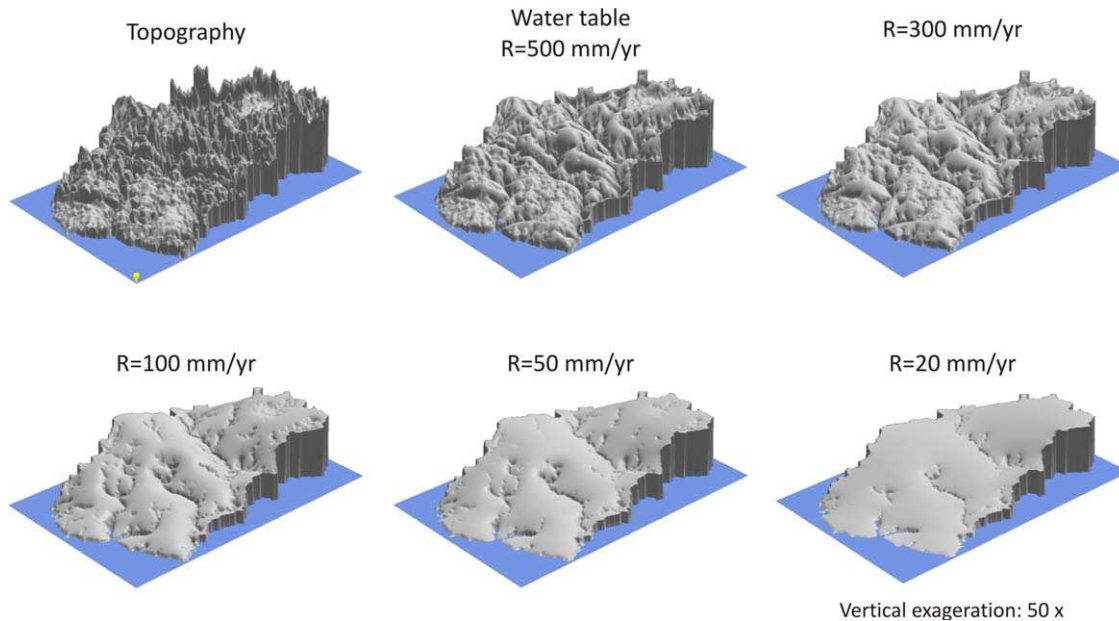 Topography
Water table
R=500 mm/yr
R=300 mm/yr
R=100 mm/yr
R=50 mm/yr
R=20 mm/yr
Vertical exageration: 50 x